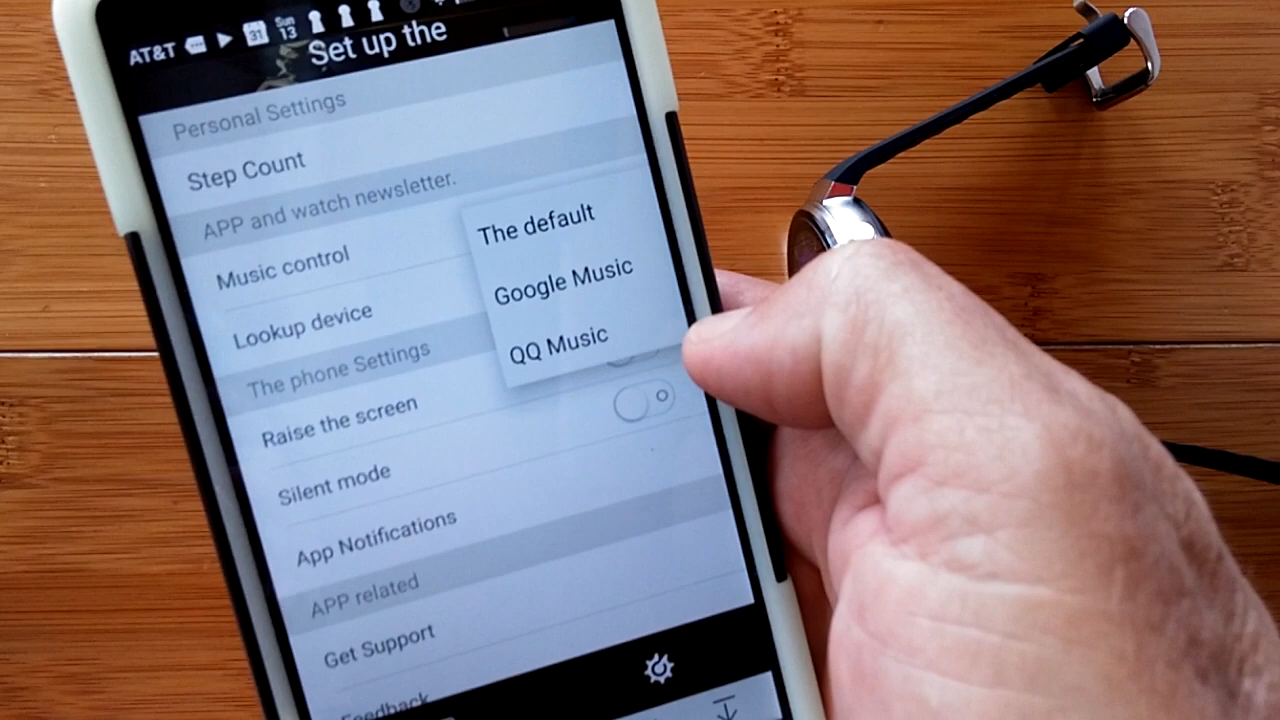 AT&T 31 Sun 13
Set up the
Personal Settings
Step Count
APP and watch newsletter.
Music control
The default
Google Music
QQ Music
Lookup device
The phone Settings
Raise the screen
Silent mode
App Notifications
APP related
Get Support
Feedback